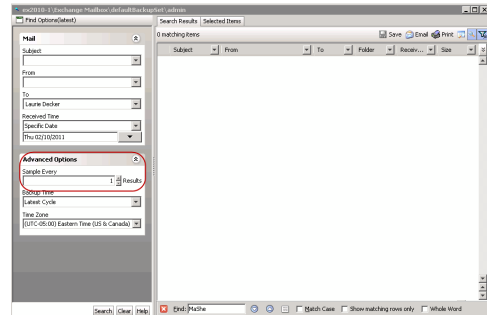 ex2010-1\Exchange Mailbox\defaultBackupSet\admin
Find Options(latest)
Search Results Selected Items
0 matching items
Save Email Print
Subject From To Folder Receiv... Size
Mail
Subject
From
To
Laurie Decker
Received Time
Specific Date
Thu 02/10/2011
Advanced Options
Sample Every
1 Results
Backup Time
Latest Cycle
Time Zone
(UTC-05:00) Eastern Time (US & Canada)
Search Clear Help
Find: MaShe Match Case Show matching rows only Whole Word